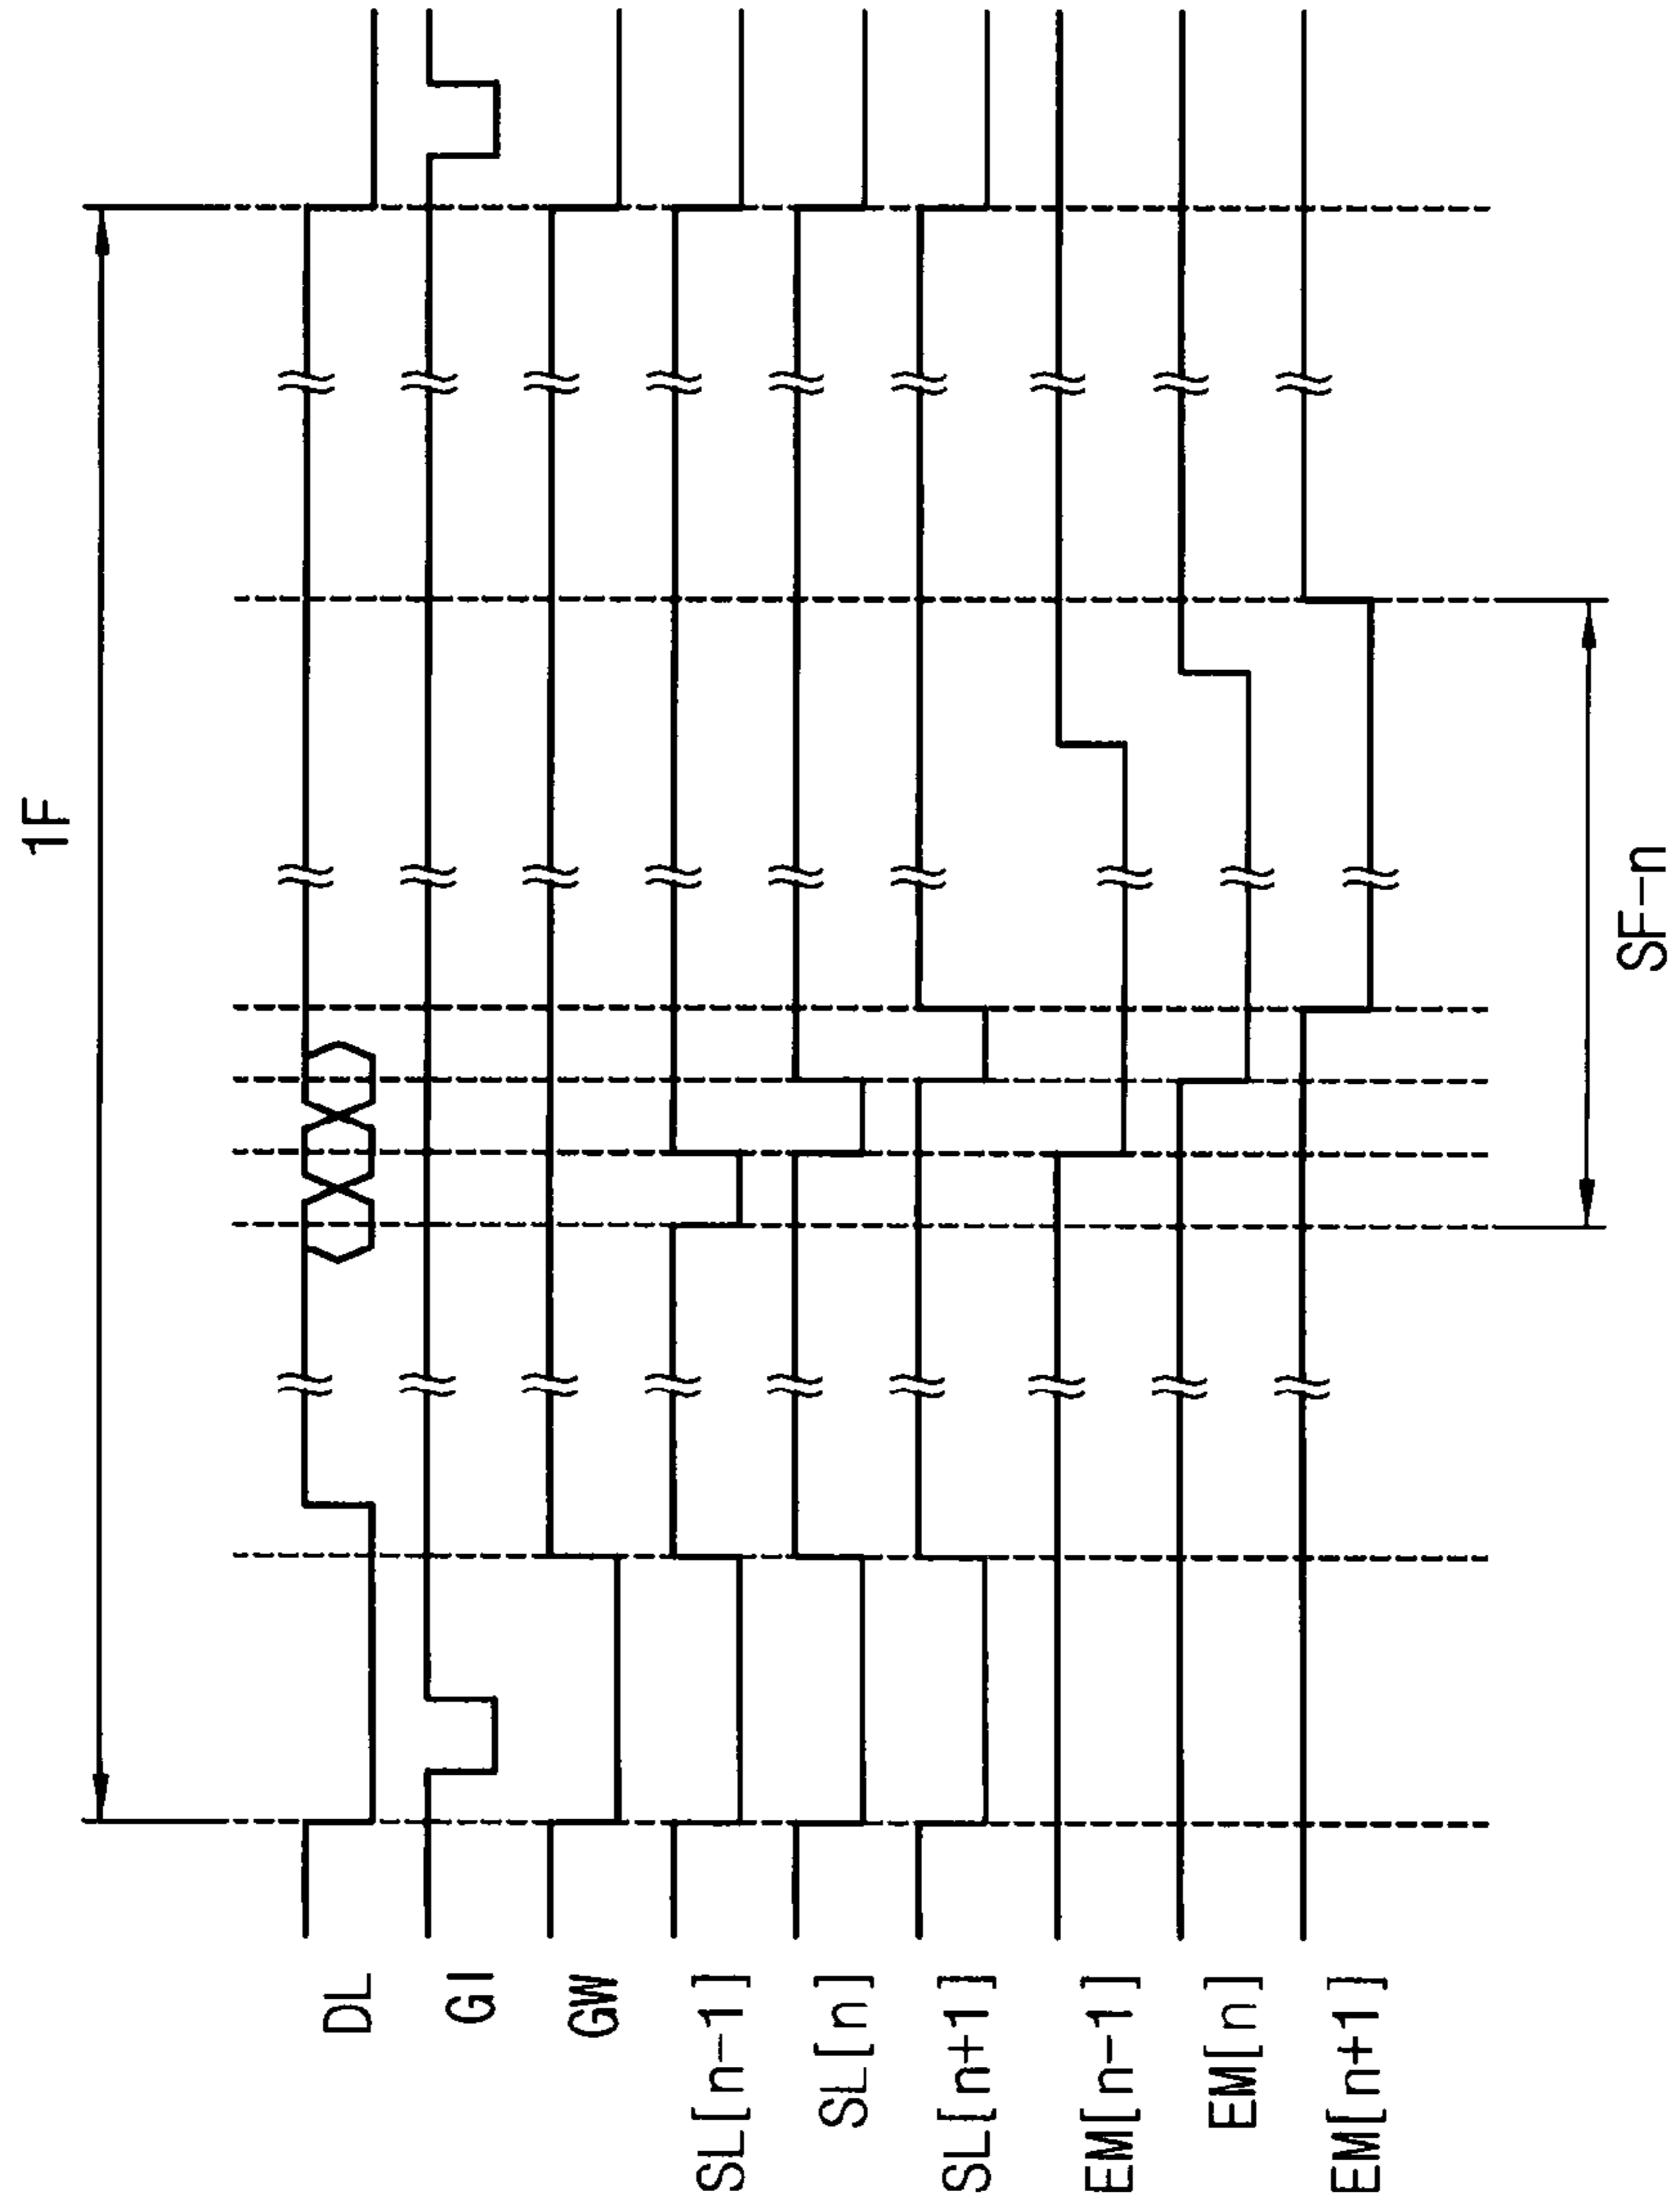 1F
DL
GI
GW
SL[n-1]
SL[n]
SL[n+1]
EM[n-1]
EM[n]
EM[n+1]
SF-n